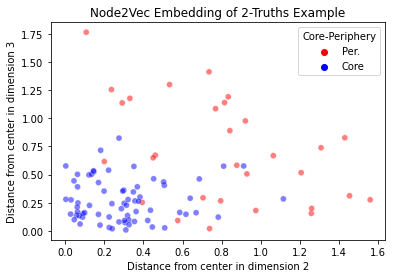 Node2Vec Embedding of 2-Truths Example
Core-Periphery
Per.
Core
Distance from center in dimension 3
1.75
1.50
1.25
1.00
0.75
0.50
0.25
0.00
0.0 0.2 0.4 0.6 0.8 1.0 1.2 1.4 1.6
Distance from center in dimension 2